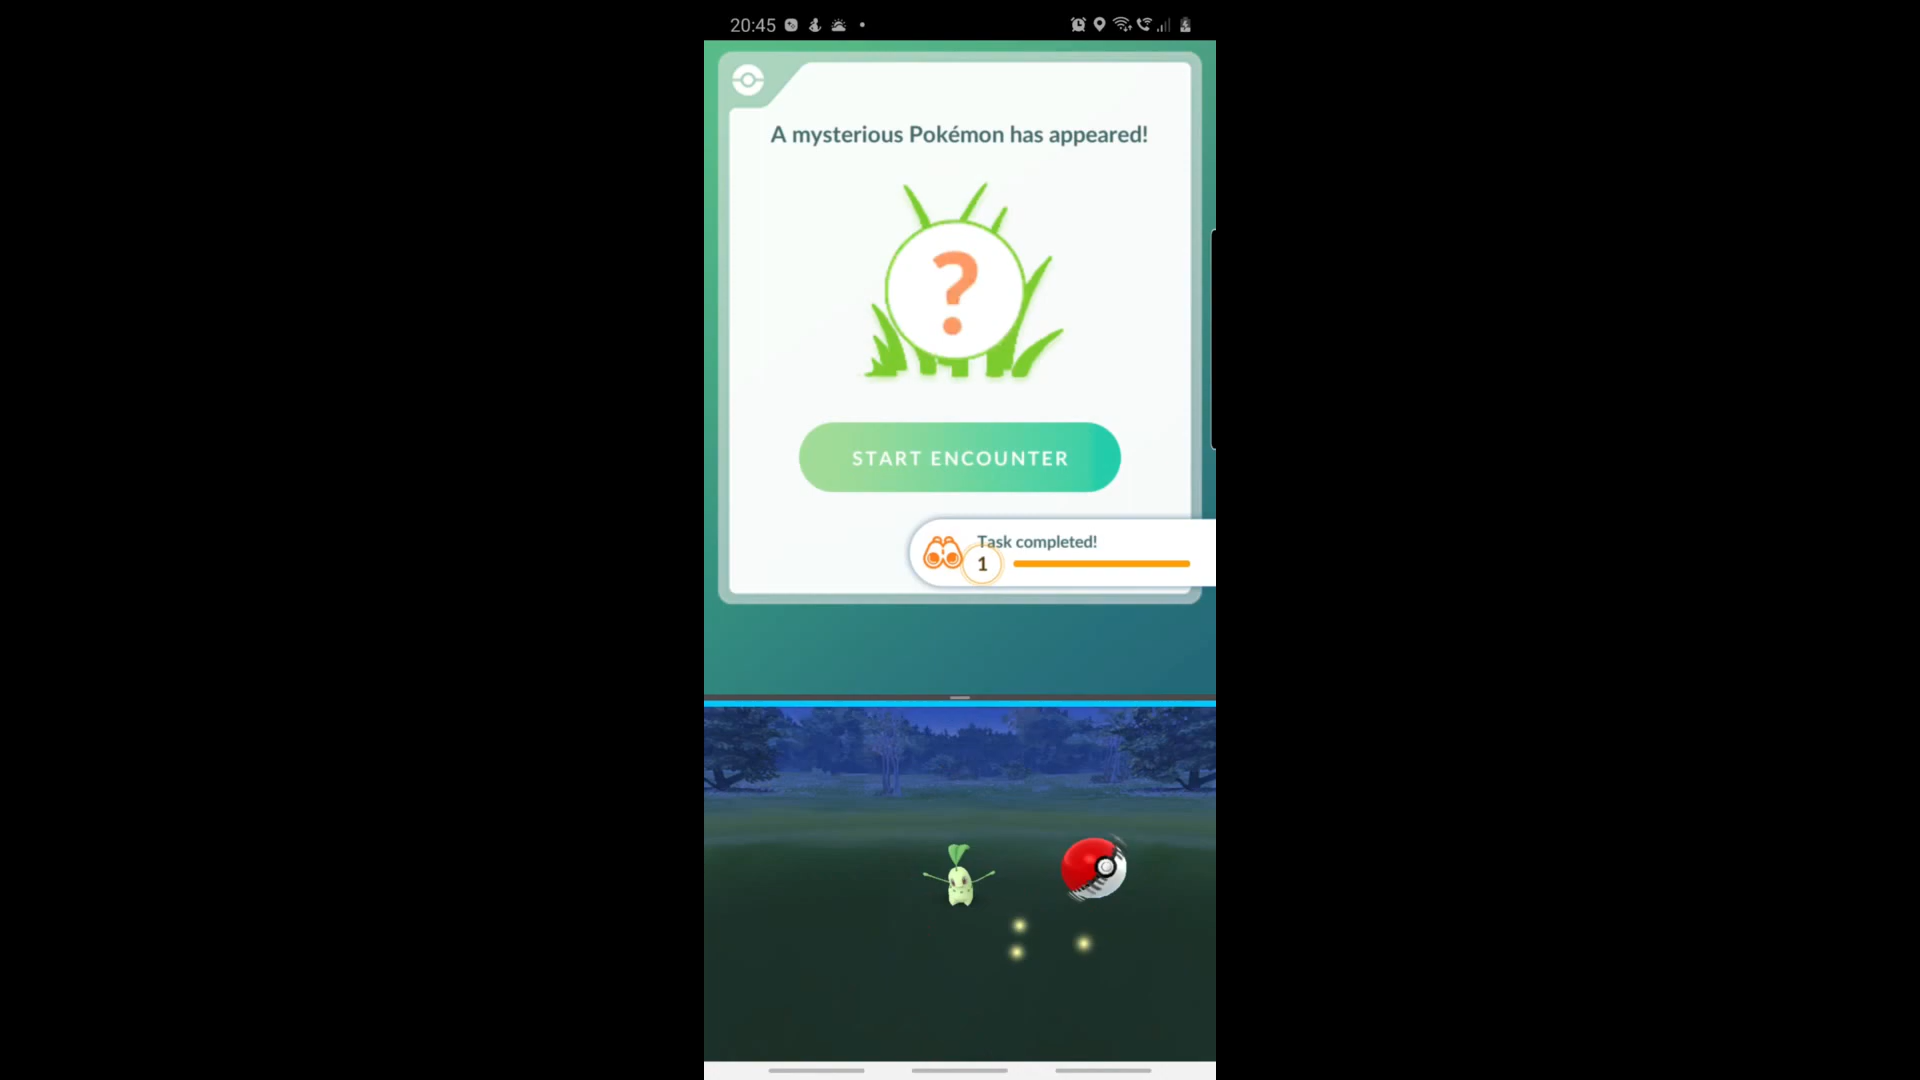 20:45
A mysterious Pokémon has appeared!
?
START ENCOUNTER
Task completed!
1